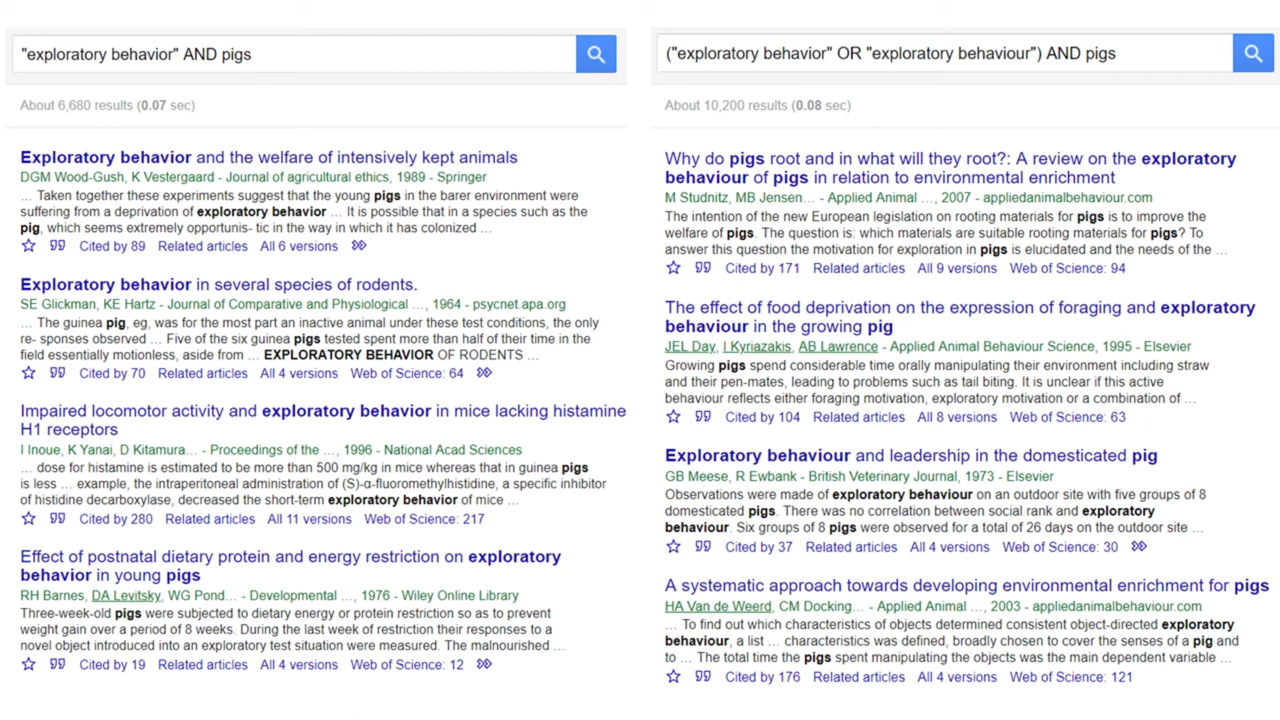 "exploratory behavior" AND pigs
About 6,680 results (0.07 sec)
Exploratory behavior and the welfare of intensively kept animals
DGM Wood-Gush, K Vestergaard - Journal of agricultural ethics, 1989 - Springer
... Taken together these experiments suggest that the young pigs in the barer environment were
suffering from a deprivation of exploratory behavior ... It is possible that in a species such as the
pig, which seems extremely opportunis- tic in the way in which it has colonized ...
Cited by 89 Related articles All 6 versions
Exploratory behavior in several species of rodents.
SE Glickman, KE Hartz - Journal of Comparative and Physiological ..., 1964 - psycnet.apa.org
... The guinea pig, eg, was for the most part an inactive animal under these test conditions, the only
re- sponses observed ... Five of the six guinea pigs tested spent more than half of their time in the
field essentially motionless, aside from ... EXPLORATORY BEHAVIOR OF RODENTS ...
Cited by 70 Related articles All 4 versions Web of Science: 64
Impaired locomotor activity and exploratory behavior in mice lacking histamine
H1 receptors
I Inoue, K Yanai, D Kitamura... - Proceedings of the ..., 1996 - National Acad Sciences
... dose for histamine is estimated to be more than 500 mg/kg in mice whereas that in guinea pigs
is less ... example, the intraperitoneal administration of (S)-α-fluoromethylhistidine, a specific inhibitor
of histidine decarboxylase, decreased the short-term exploratory behavior of mice ...
Cited by 280 Related articles All 11 versions Web of Science: 217
Effect of postnatal dietary protein and energy restriction on exploratory
behavior in young pigs
RH Barnes, DA Levitsky, WG Pond... - Developmental ..., 1976 - Wiley Online Library
Three-week-old pigs were subjected to dietary energy or protein restriction so as to prevent
weight gain over a period of 8 weeks. During the last week of restriction their responses to a
novel object introduced into an exploratory test situation were measured. The malnourished ...
Cited by 19 Related articles All 4 versions Web of Science: 12
("exploratory behavior" OR "exploratory behaviour") AND pigs
About 10,200 results (0.08 sec)
Why do pigs root and in what will they root?: A review on the exploratory
behaviour of pigs in relation to environmental enrichment
M Studnitz, MB Jensen... - Applied Animal ..., 2007 - appliedanimalbehaviour.com
The intention of the new European legislation on rooting materials for pigs is to improve the
welfare of pigs. The question is: which materials are suitable rooting materials for pigs? To
answer this question the motivation for exploration in pigs is elucidated and the needs of the ...
Cited by 171 Related articles All 9 versions Web of Science: 94
The effect of food deprivation on the expression of foraging and exploratory
behaviour in the growing pig
JEL Day, I Kyriazakis, AB Lawrence - Applied Animal Behaviour Science, 1995 - Elsevier
Growing pigs spend considerable time orally manipulating their environment including straw
and their pen-mates, leading to problems such as tail biting. It is unclear if this active
behaviour reflects either foraging motivation, exploratory motivation or a combination of ...
Cited by 104 Related articles All 8 versions Web of Science: 63
Exploratory behaviour and leadership in the domesticated pig
GB Meese, R Ewbank - British Veterinary Journal, 1973 - Elsevier
Observations were made of exploratory behaviour on an outdoor site with five groups of 8
domesticated pigs. There was no correlation between social rank and exploratory
behaviour. Six groups of 8 pigs were observed for a total of 26 days on the outdoor site ...
Cited by 37 Related articles All 4 versions Web of Science: 30
A systematic approach towards developing environmental enrichment for pigs
HA Van de Weerd, CM Docking... - Applied Animal ..., 2003 - appliedanimalbehaviour.com
... To find out which characteristics of objects determined consistent object-directed exploratory
behaviour, a list ... characteristics was defined, broadly chosen to cover the senses of a pig and
to ... The total time the pigs spent manipulating the objects was the main dependent variable ...
Cited by 176 Related articles All 4 versions Web of Science: 121